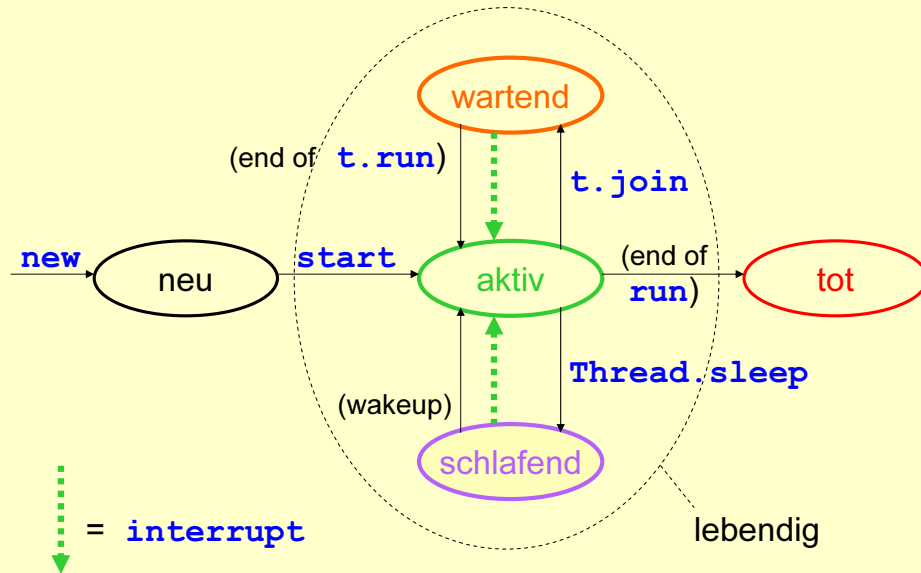 wartend
(end of t.run)
t.join
new
neu
start
aktiv
(end of
run)
tot
Thread.sleep
(wakeup)
schlafend
= interrupt
lebendig